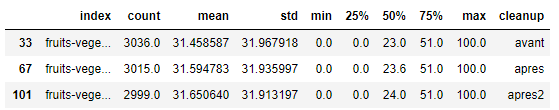 index count mean std min 25% 50% 75% max cleanup
33 fruits-vege... 3036.0 31.458587 31.967918 0.0 0.0 23.0 51.0 100.0 avant
67 fruits-vege... 3015.0 31.594783 31.935997 0.0 0.0 23.6 51.0 100.0 apres
101 fruits-vege... 2999.0 31.650640 31.913197 0.0 0.0 24.0 51.0 100.0 apres2